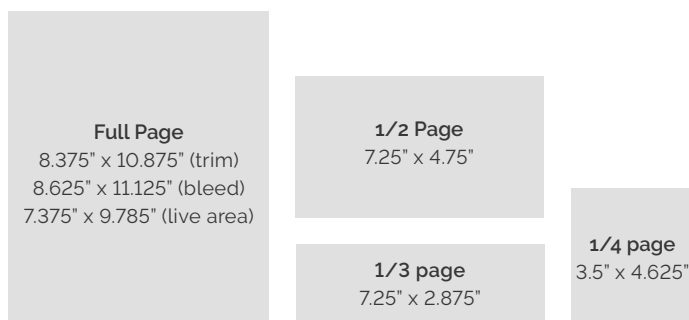 Full Page
8.375” x 10.875” (trim)
8.625” x 11.125” (bleed)
7.375” x 9.785” (live area)
1/2 Page
7.25” x 4.75”
1/3 page
7.25” x 2.875”
1/4 page
3.5” x 4.625”